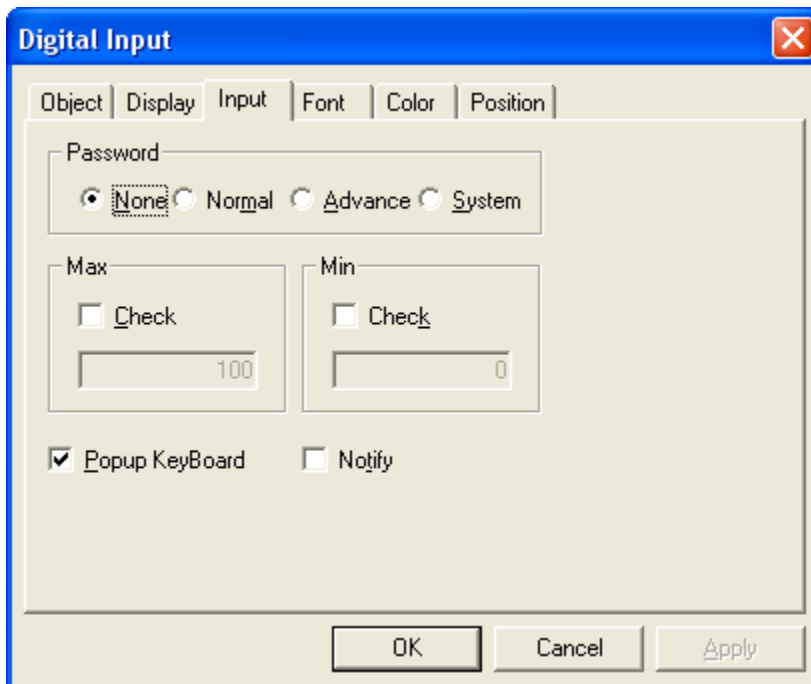 Digital Input
Object Display Input Font Color Position
Password
None Normal Advance System
Max Min
Check Check
100 0
Popup KeyBoard Notify
OK Cancel Apply